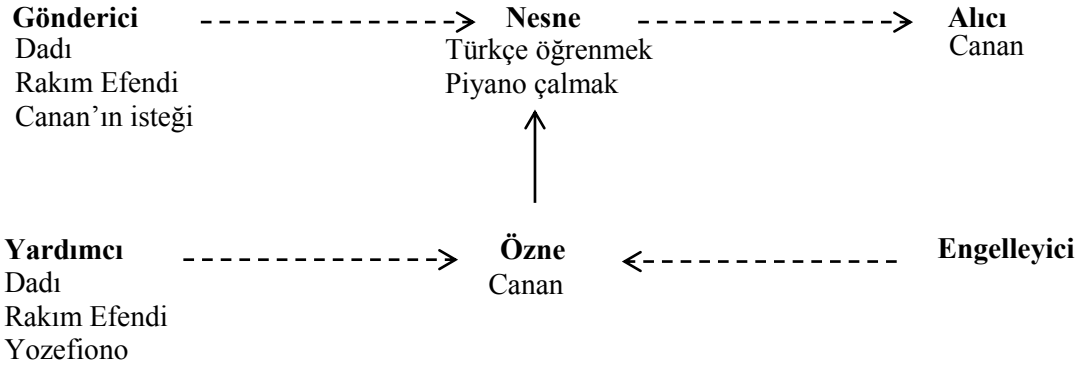 Gönderici Nesne Alıcı
Dadı Türkçe öğrenmek Canan
Rakım Efendi Piyano çalmak
Canan’ın isteği
Yardımcı Özne Engelleyici
Dadı Canan
Rakım Efendi
Yozefiono